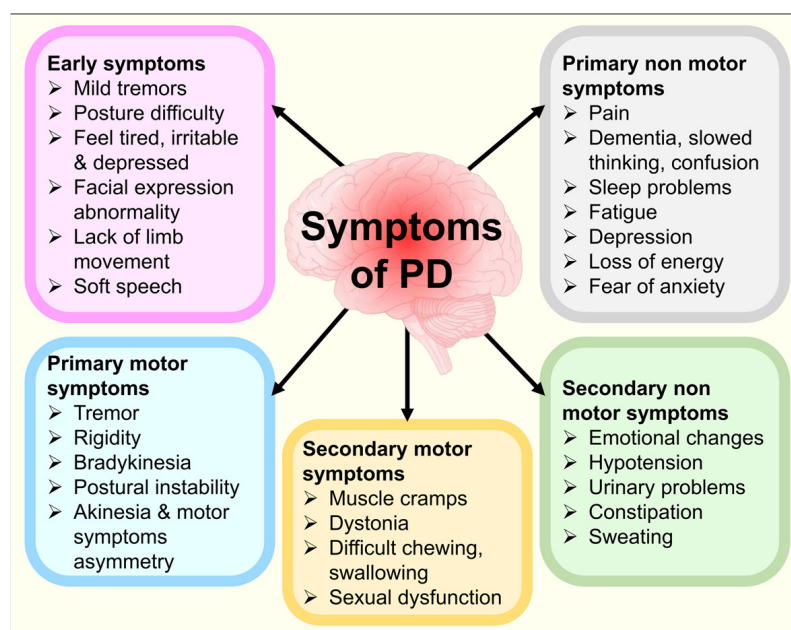 Early symptoms
➢ Mild tremors
➢ Posture difficulty
➢ Feel tired, irritable
& depressed
➢ Facial expression
abnormality
➢ Lack of limb
movement
➢ Soft speech
Primary non motor
symptoms
➢ Pain
➢ Dementia, slowed
thinking, confusion
➢ Sleep problems
➢ Fatigue
➢ Depression
➢ Loss of energy
➢ Fear of anxiety
Symptoms
of PD
Primary motor
symptoms
➢ Tremor
➢ Rigidity
➢ Bradykinesia
➢ Postural instability
➢ Akinesia & motor
symptoms
asymmetry
Secondary motor
symptoms
➢ Muscle cramps
➢ Dystonia
➢ Difficult chewing,
swallowing
➢ Sexual dysfunction
Secondary non
motor symptoms
➢ Emotional changes
➢ Hypotension
➢ Urinary problems
➢ Constipation
➢ Sweating